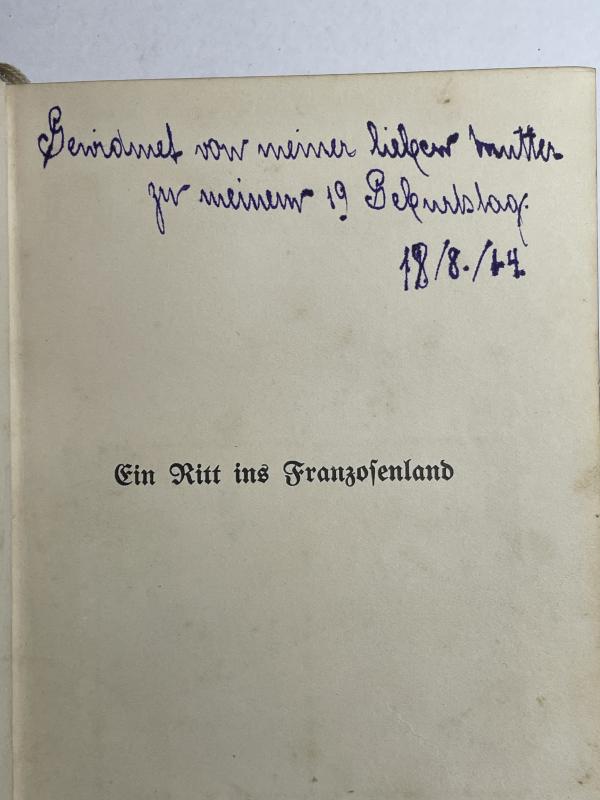 Gewidmet von meiner lieben Mutter
zu meinem 19 Geburtstag.
18/8./14.
Ein Ritt ins Franzosenland